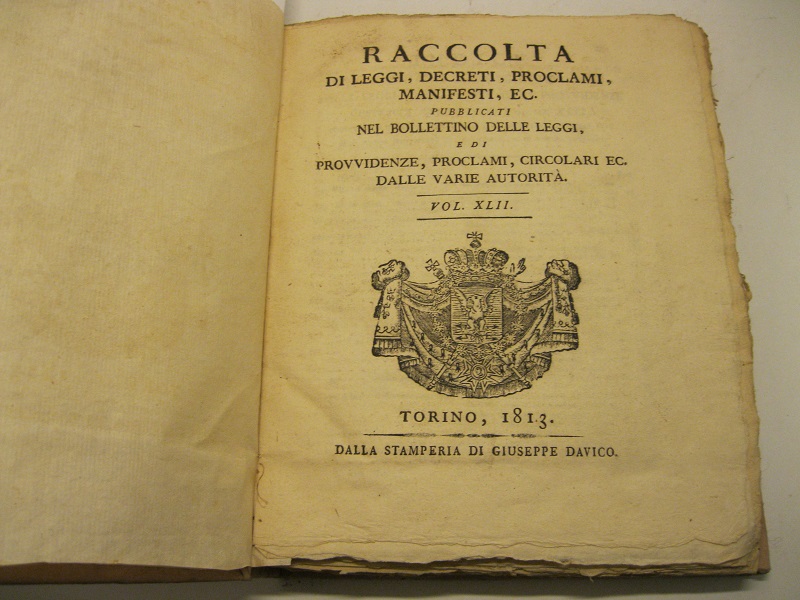 RACCOLTA
DI LEGGI, DECRETI, PROCLAMI,
MANIFESTI, EC.
PUBBLICATI
NEL BOLLETTINO DELLE LEGGI,
E DI
PROVVIDENZE, PROCLAMI, CIRCOLARI EC.
DALLE VARIE AUTORITÀ.
VOL. XLII.
TORINO, 1813.
DALLA STAMPERIA DI GIUSEPPE DAVICO.